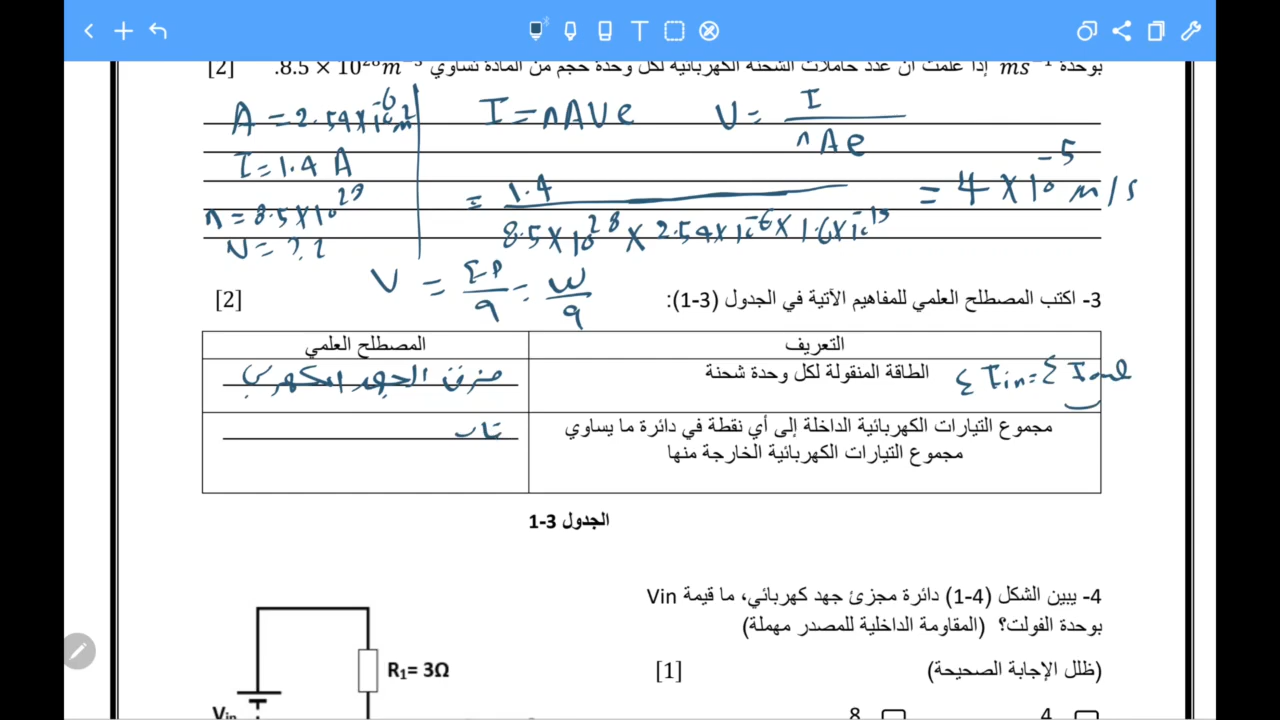 بوحدة ms⁻¹ إذا علمت أن عدد حاملات الشحنة الكهربائية لكل وحدة حجم من المادة تساوي 8.5 × 10²⁸m⁻³. [2]
A = 2.54×10⁻⁶ m²
I = 1.4 A
n = 8.5×10²⁹
V = ??
I = nAVe V = I / nAe
= 1.4 / 8.5×10²⁸ × 2.54×10⁻⁶ × 1.6×10⁻¹⁹ = 4 × 10⁻⁵ m/s
V = / q = W / q
3- اكتب المصطلح العلمي للمفاهيم الآتية في الجدول (3-1): [2]
التعريف المصطلح العلمي
الطاقة المنقولة لكل وحدة شحنة فرق الجهد الكهربي
Σ Iin = Σ Iout
مجموع التيارات الكهربائية الداخلة إلى أي نقطة في دائرة ما يساوي
مجموع التيارات الكهربائية الخارجة منها
الجدول 3-1
4- يبين الشكل (4-1) دائرة مجزئ جهد كهربائي، ما قيمة Vin
بوحدة الفولت؟ (المقاومة الداخلية للمصدر مهملة)
(ظلل الإجابة الصحيحة) [1]
R₁= 3Ω
Vin
4 8